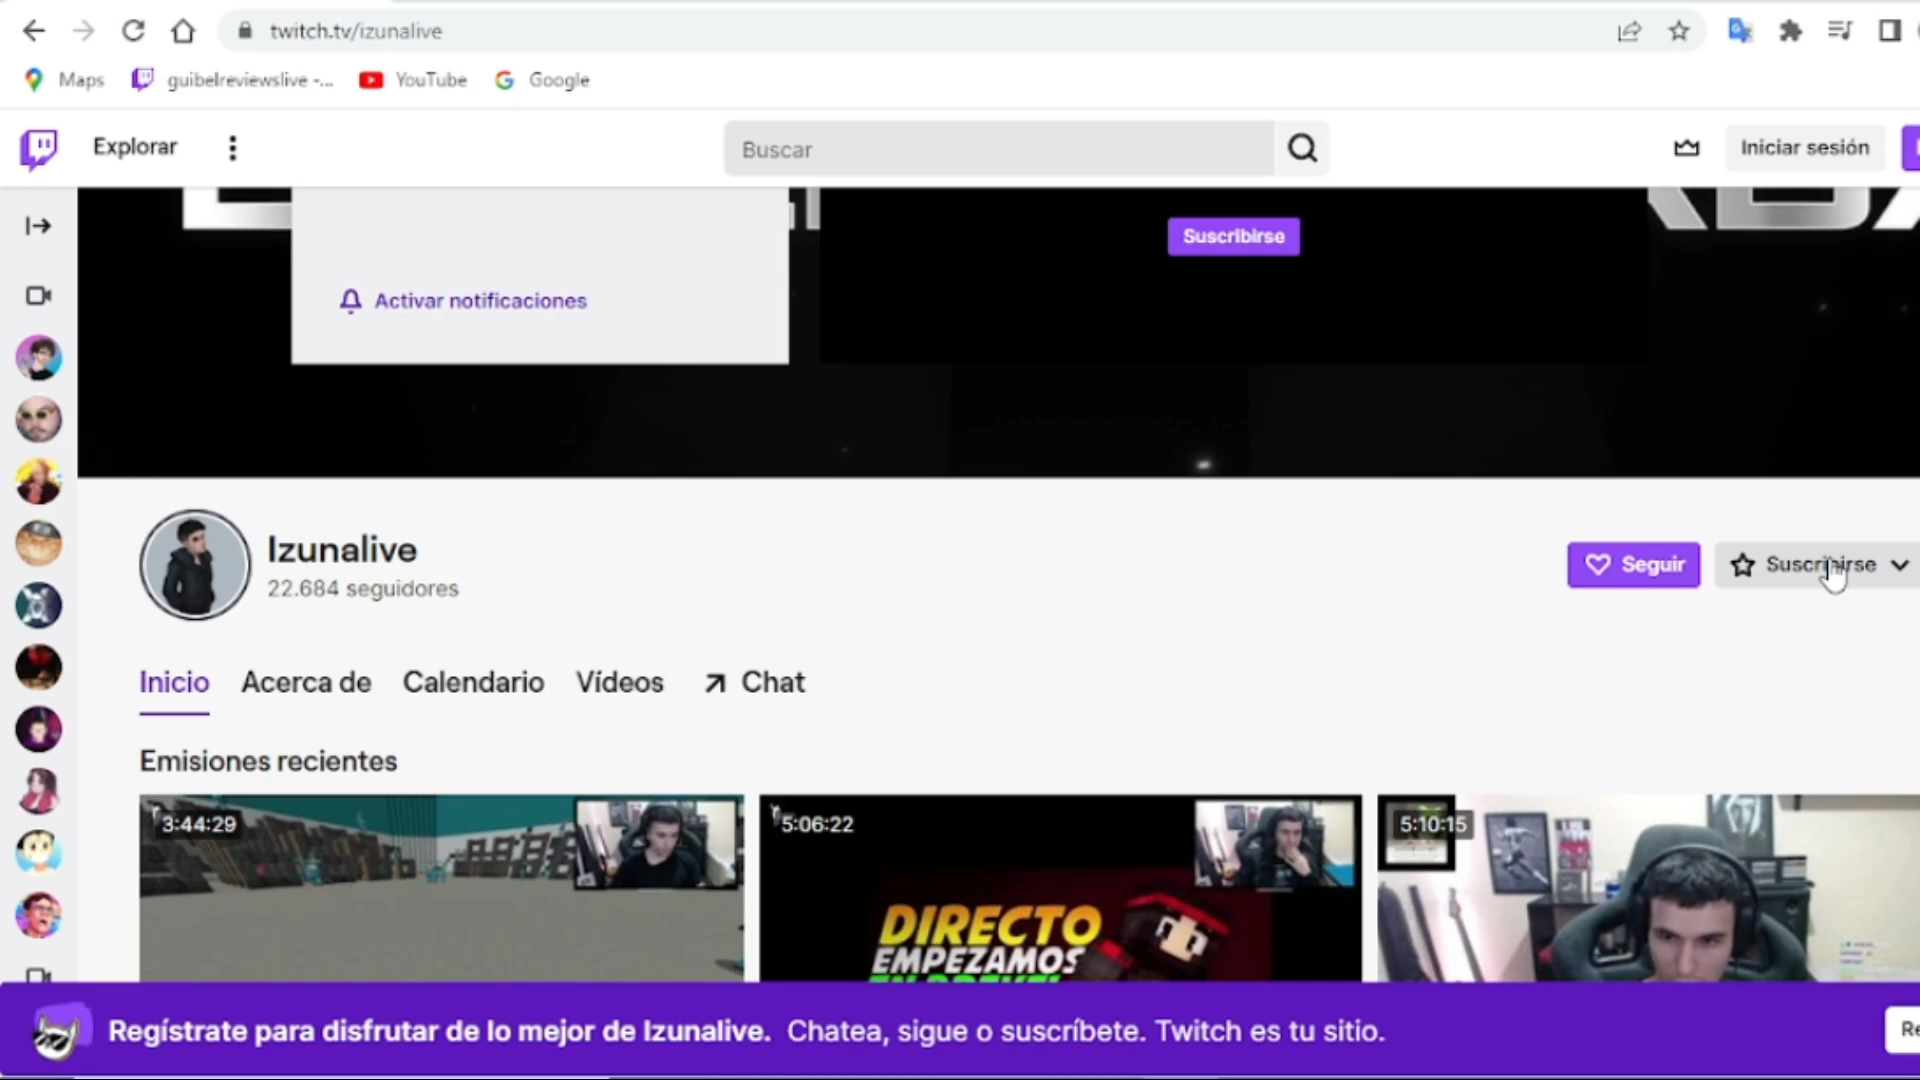 twitch.tv/izunalive
Maps
guibelreviewslive -...
YouTube
Google
Explorar
Buscar
Iniciar sesión
Suscribirse
Activar notificaciones
Izunalive
22.684 seguidores
Seguir
Suscribirse
Inicio
Acerca de
Calendario
Vídeos
Chat
Emisiones recientes
3:44:29
5:06:22
5:10:15
DIRECTO
EMPEZAMOS
Regístrate para disfrutar de lo mejor de Izunalive. Chatea, sigue o suscríbete. Twitch es tu sitio.
Re